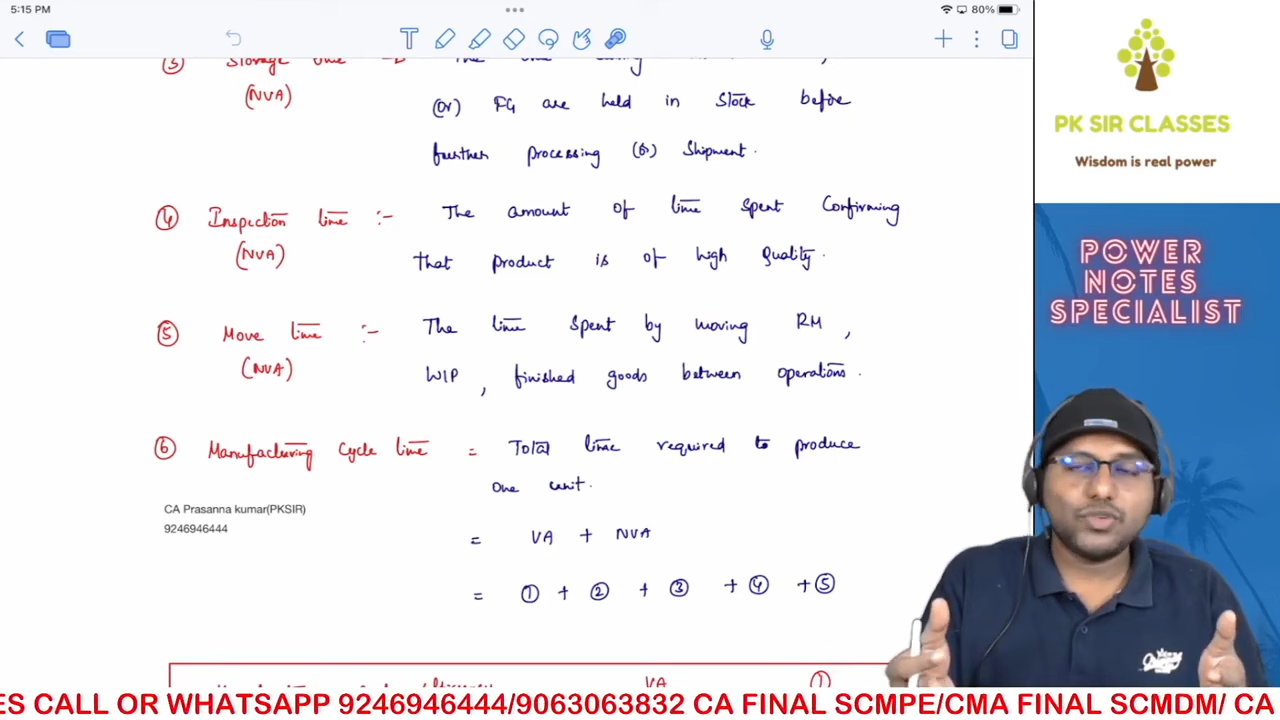 5:15 PM
80%
T
③ Storage time
(NVA)
(or) FG are held in Stock before
further processing (or) Shipment.
④ Inspection time :- The amount of time spent Confirming
(NVA)
that product is of high Quality.
⑤ Move time :- The time spent by moving RM,
(NVA)
WIP, finished goods between operations.
⑥ Manufacturing Cycle time = Total time required to produce
one unit.
CA Prasanna kumar(PKSIR)
9246946444
= VA + NVA
= ① + ② + ③ + ④ + ⑤
VA ①
PK SIR CLASSES
Wisdom is real power
POWER
NOTES
SPECIALIST
ES CALL OR WHATSAPP 9246946444/9063063832 CA FINAL SCMPE/CMA FINAL SCMDM/ CA